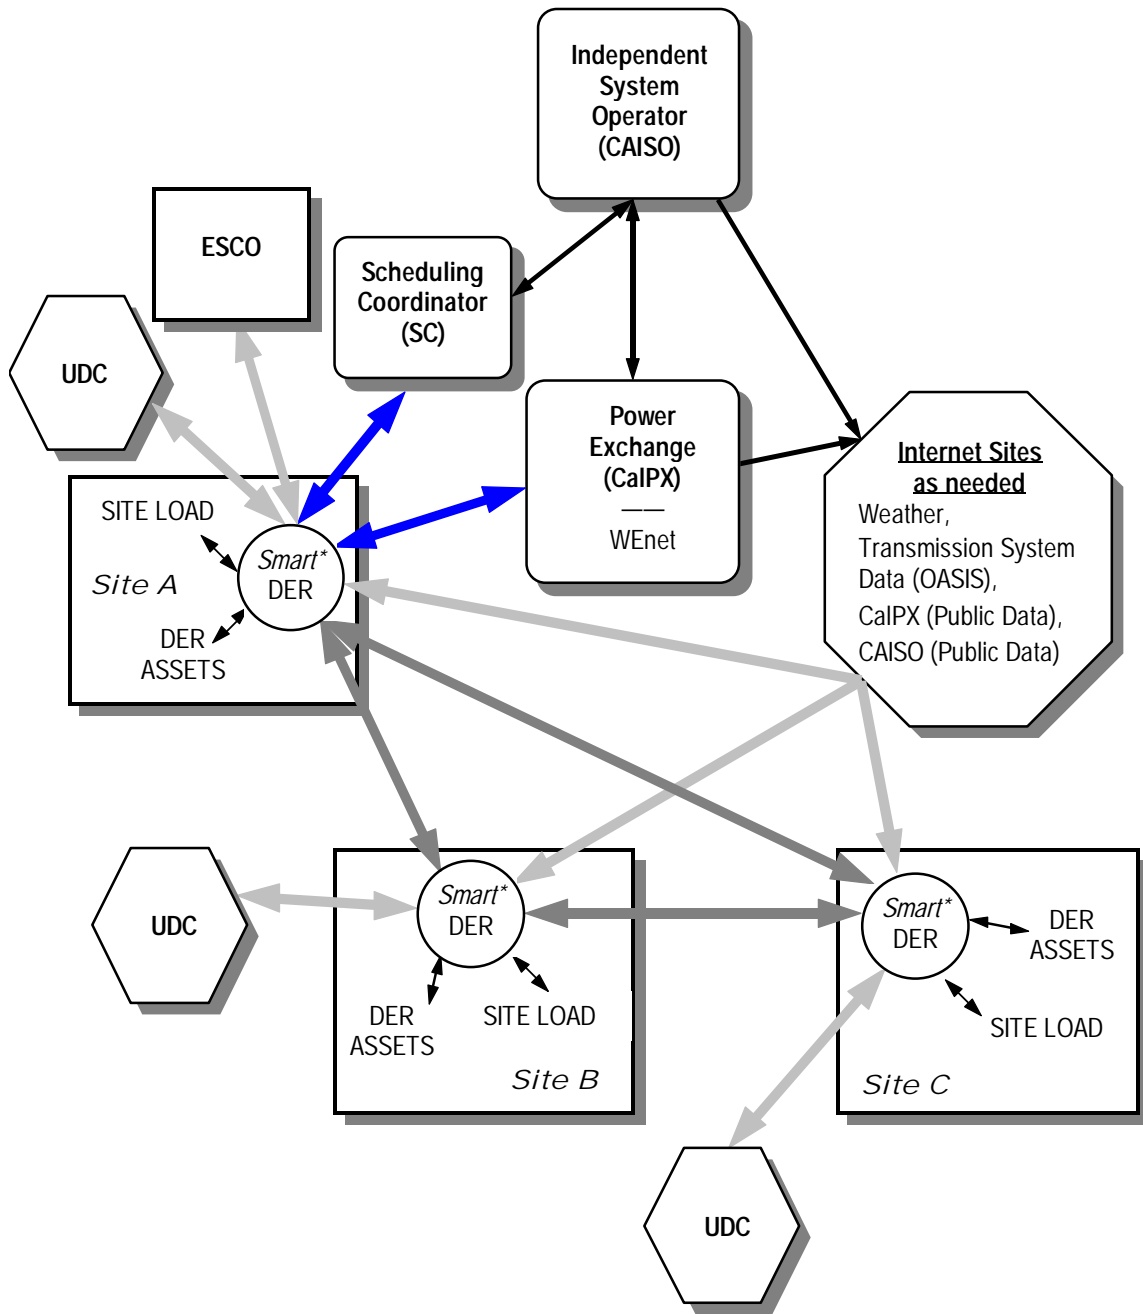 Independent
System
Operator
(CAISO)
ESCO
Scheduling
Coordinator
(SC)
UDC
Power
Exchange
(CalPX)
——
WEnet
Internet Sites
as needed
Weather,
Transmission System
Data (OASIS),
CalPX (Public Data),
CAISO (Public Data)
SITE LOAD
Smart*
DER
Site A
DER
ASSETS
UDC
Smart*
DER
DER
ASSETS
SITE LOAD
Site B
Smart*
DER
DER
ASSETS
SITE LOAD
Site C
UDC